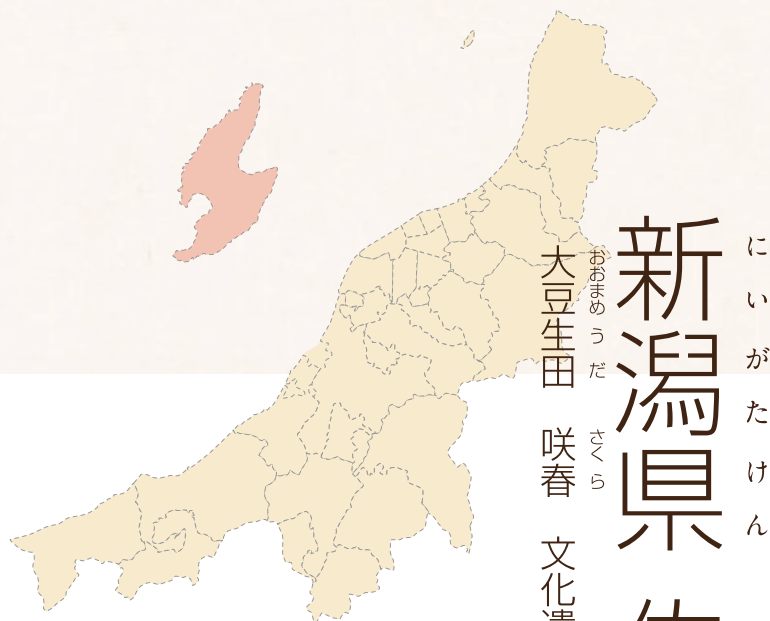 にいがたけん
新潟県
おおまめ う だ さくら
大豆生田 咲春 文化